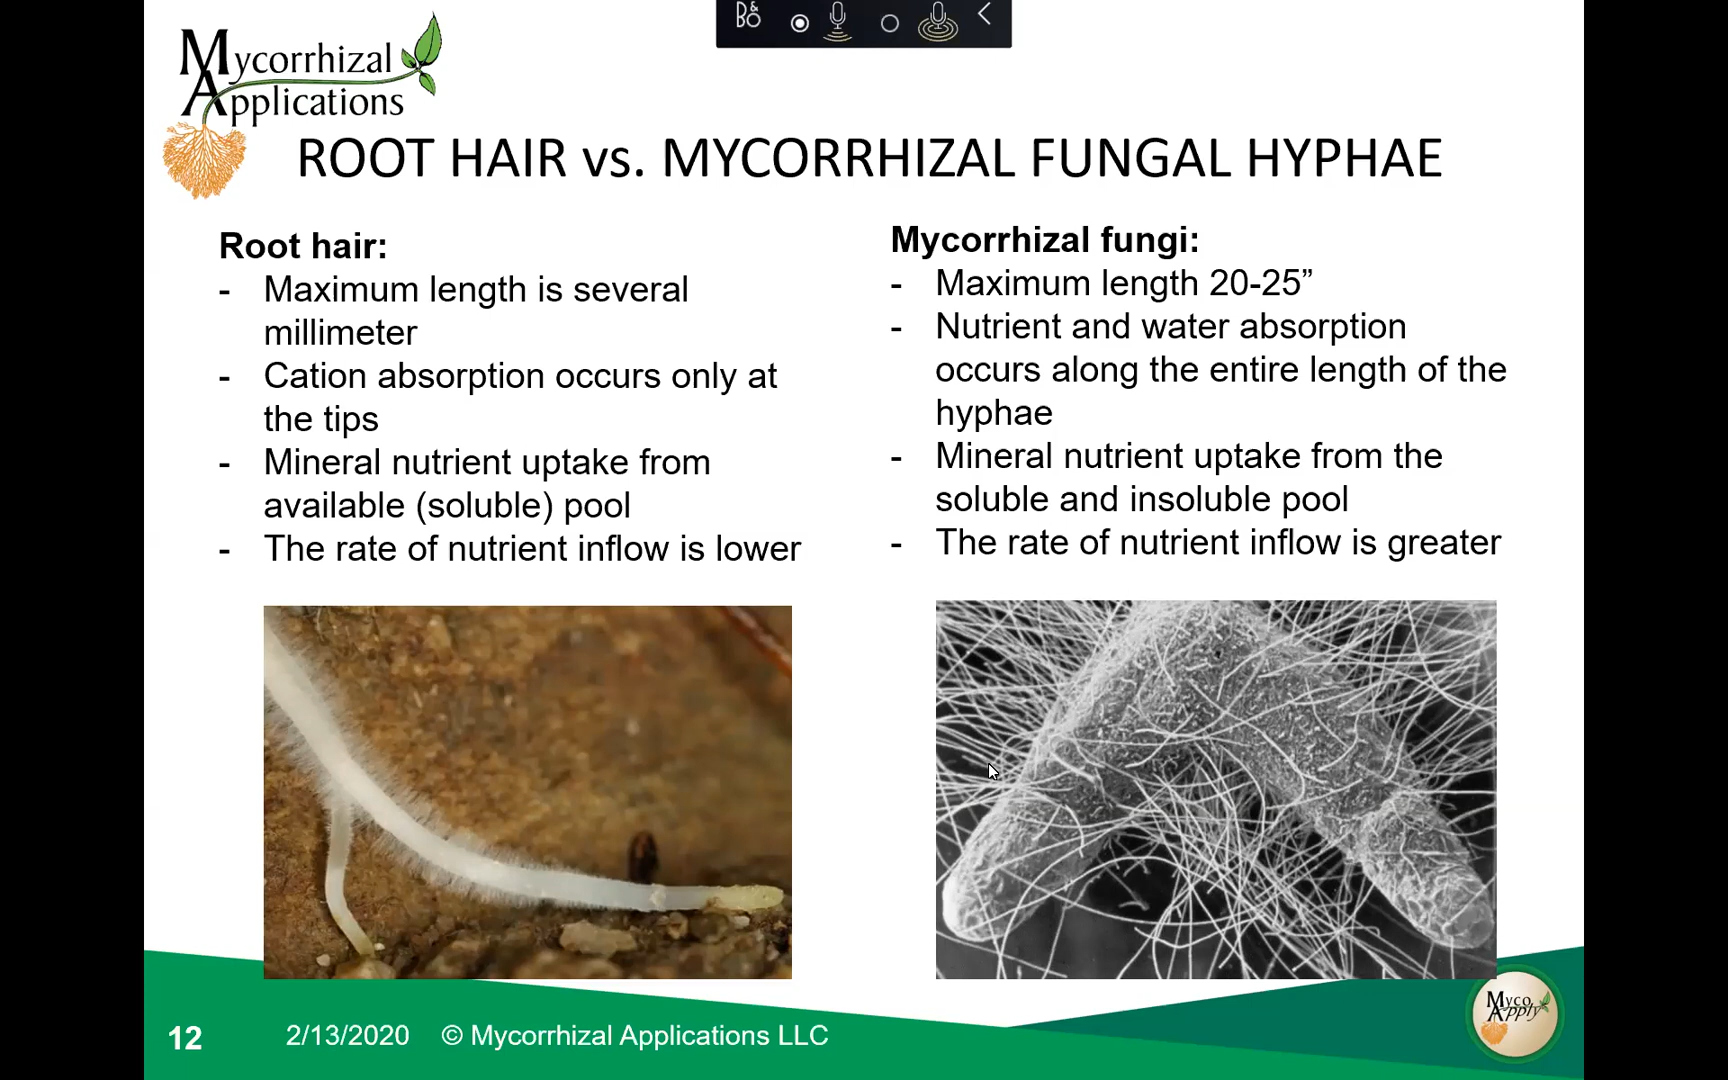 B&O
Mycorrhizal
Applications
ROOT HAIR vs. MYCORRHIZAL FUNGAL HYPHAE
Root hair:
- Maximum length is several
millimeter
- Cation absorption occurs only at
the tips
- Mineral nutrient uptake from
available (soluble) pool
- The rate of nutrient inflow is lower
Mycorrhizal fungi:
- Maximum length 20-25”
- Nutrient and water absorption
occurs along the entire length of the
hyphae
- Mineral nutrient uptake from the
soluble and insoluble pool
- The rate of nutrient inflow is greater
12
2/13/2020 © Mycorrhizal Applications LLC
Myco
Apply